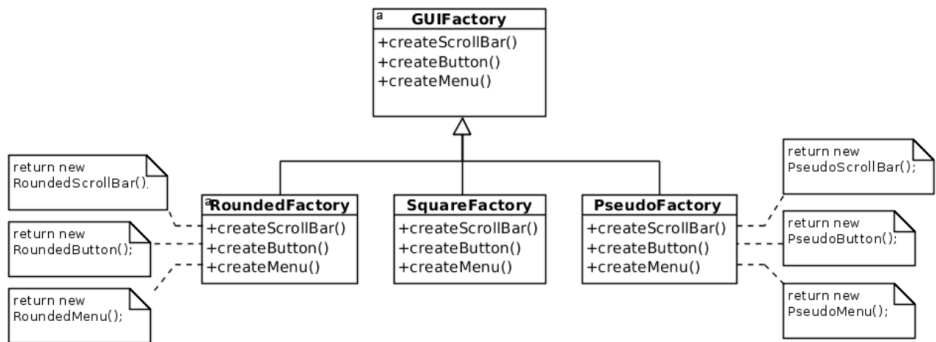 a
GUIFactory
+createScrollBar()
+createButton()
+createMenu()
return new
RoundedScrollBar().
return new
RoundedButton();
return new
RoundedMenu();
a
RoundedFactory
+createScrollBar()
+createButton()
+createMenu()
SquareFactory
+createScrollBar()
+createButton()
+createMenu()
PseudoFactory
+createScrollBar()
+createButton()
+createMenu()
return new
PseudoScrollBar();
return new
PseudoButton();
return new
PseudoMenu();